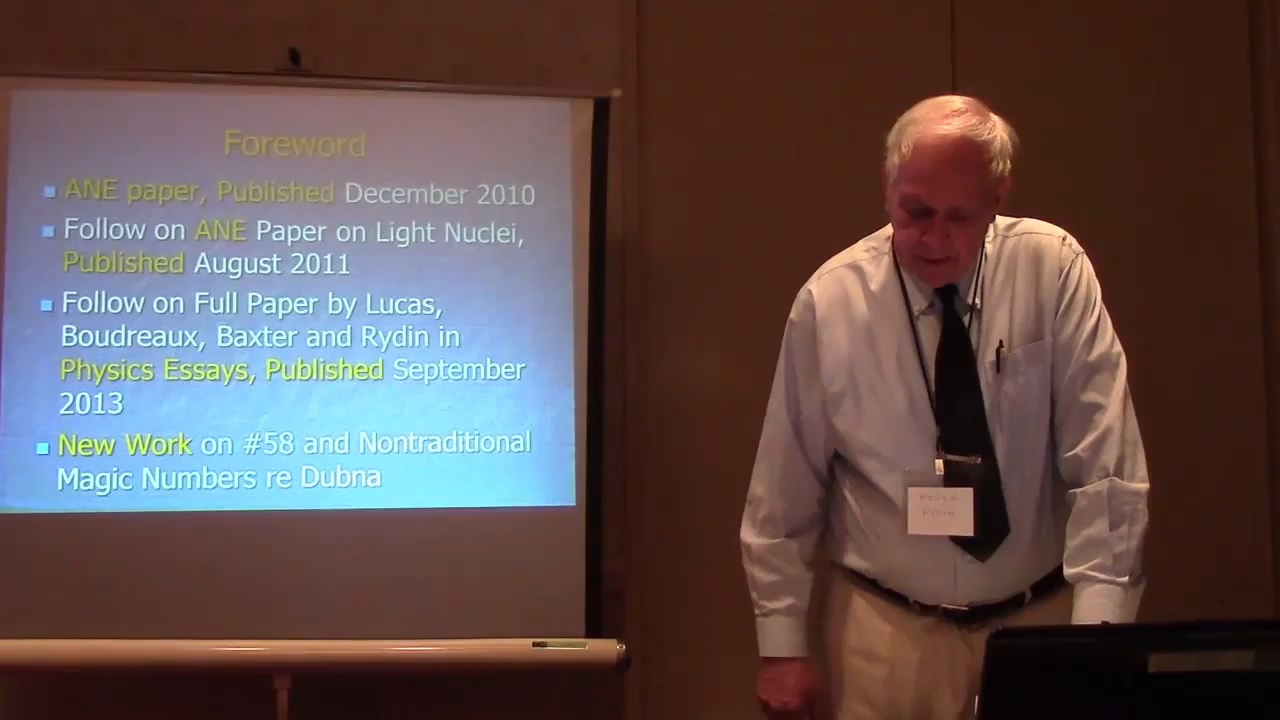 Foreword
ANE paper, Published December 2010
Follow on ANE Paper on Light Nuclei,
Published August 2011
Follow on Full Paper by Lucas,
Boudreaux, Baxter and Rydin in
Physics Essays, Published September
2013
New Work on #58 and Nontraditional
Magic Numbers re Dubna
RYDIN